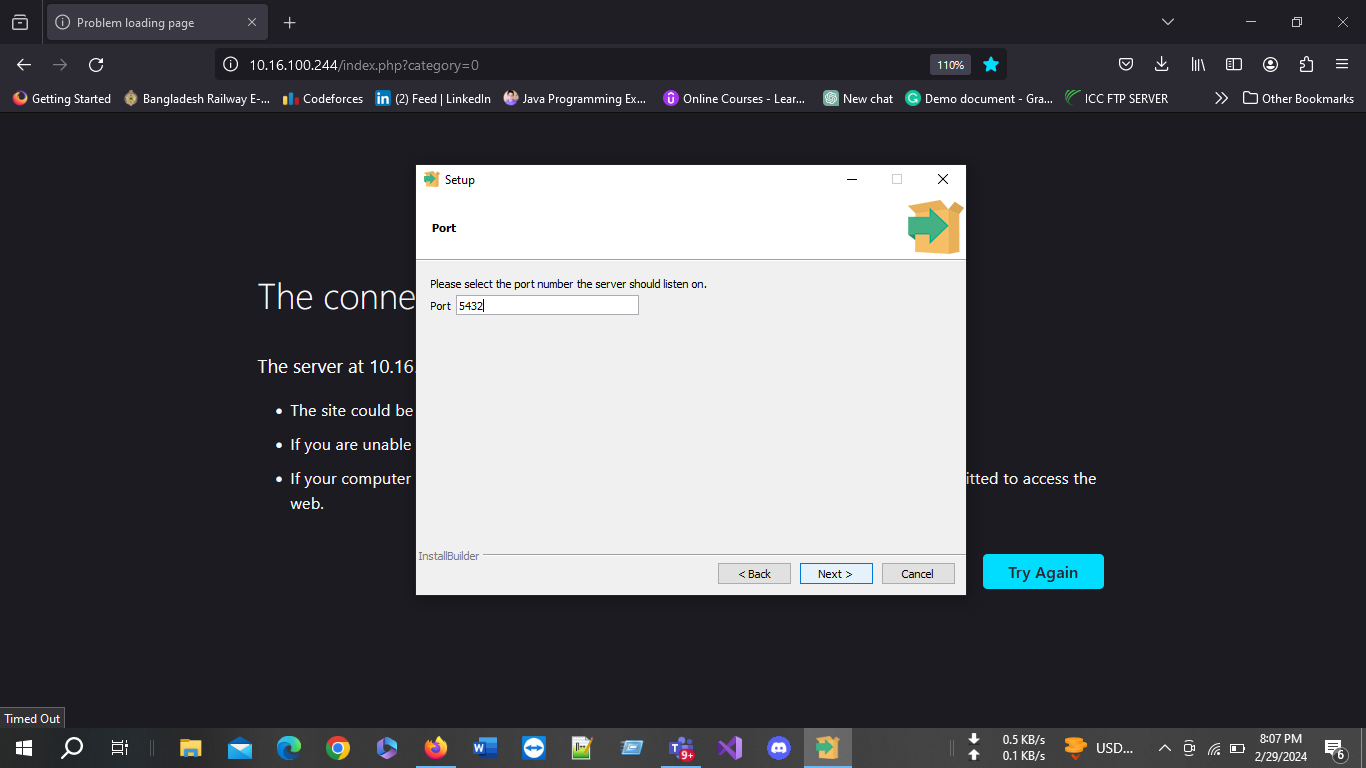 Problem loading page
10.16.100.244/index.php?category=0
110%
Getting Started
Bangladesh Railway E-...
Codeforces
(2) Feed | LinkedIn
Java Programming Ex...
Online Courses - Lear...
New chat
Demo document - Gra...
ICC FTP SERVER
Other Bookmarks
Setup
Port
Please select the port number the server should listen on.
Port 5432
The conne
The server at 10.16.
The site could be
If you are unable
If your computer
itted to access the
web.
InstallBuilder
< Back
Next >
Cancel
Try Again
Timed Out
9+
0.5 KB/s
0.1 KB/s
USD...
8:07 PM
2/29/2024
6